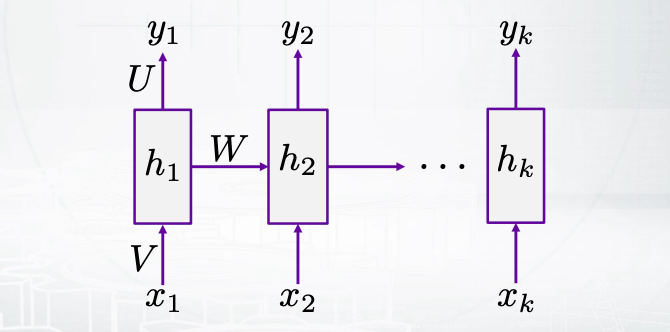 y₁ y₂ yₖ
U
W
h₁ h₂ ... hₖ
V
x₁ x₂ xₖ